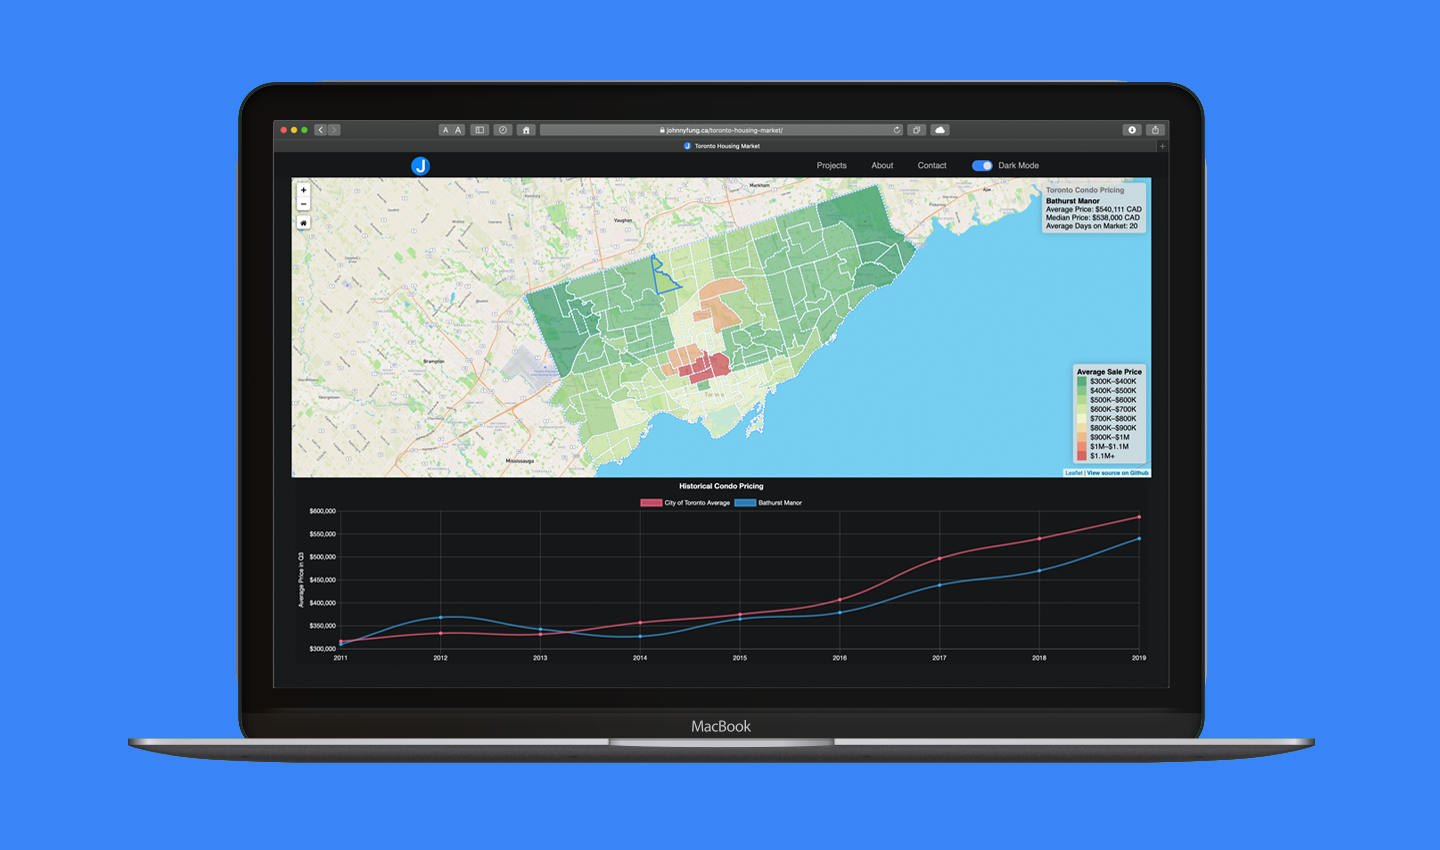 A A
johnnyfung.ca/toronto-housing-market/
J Toronto Housing Market
+
J
Projects About Contact Dark Mode
+
−
Markham
Vaughan
Pickering
Brampton
Mississauga
Georgetown
Toronto Condo Pricing
Bathurst Manor
Average Price: $540,111 CAD
Median Price: $538,000 CAD
Average Days on Market: 20
Average Sale Price
$300K–$400K
$400K–$500K
$500K–$600K
$600K–$700K
$700K–$800K
$800K–$900K
$900K–$1M
$1M–$1.1M
$1.1M+
Leaflet | View source on Github
Historical Condo Pricing
City of Toronto Average Bathurst Manor
Average Price in Q3
$600,000
$550,000
$500,000
$450,000
$400,000
$350,000
$300,000
2011 2012 2013 2014 2015 2016 2017 2018 2019
MacBook